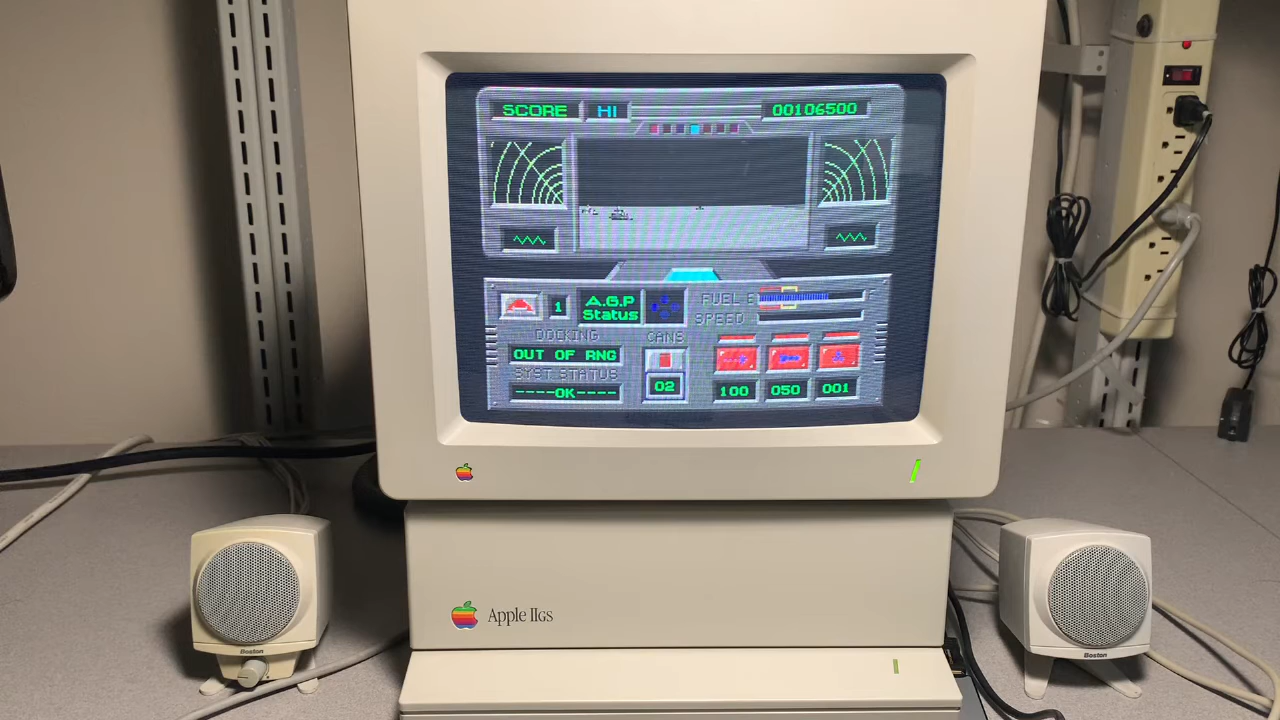 SCORE HI 00106500
1 A.G.P Status
FUEL E F
SPEED
DOCKING CANS
OUT OF RNG
SYST.STATUS
----OK----
02 100 050 001
Apple IIGS
Boston
Boston